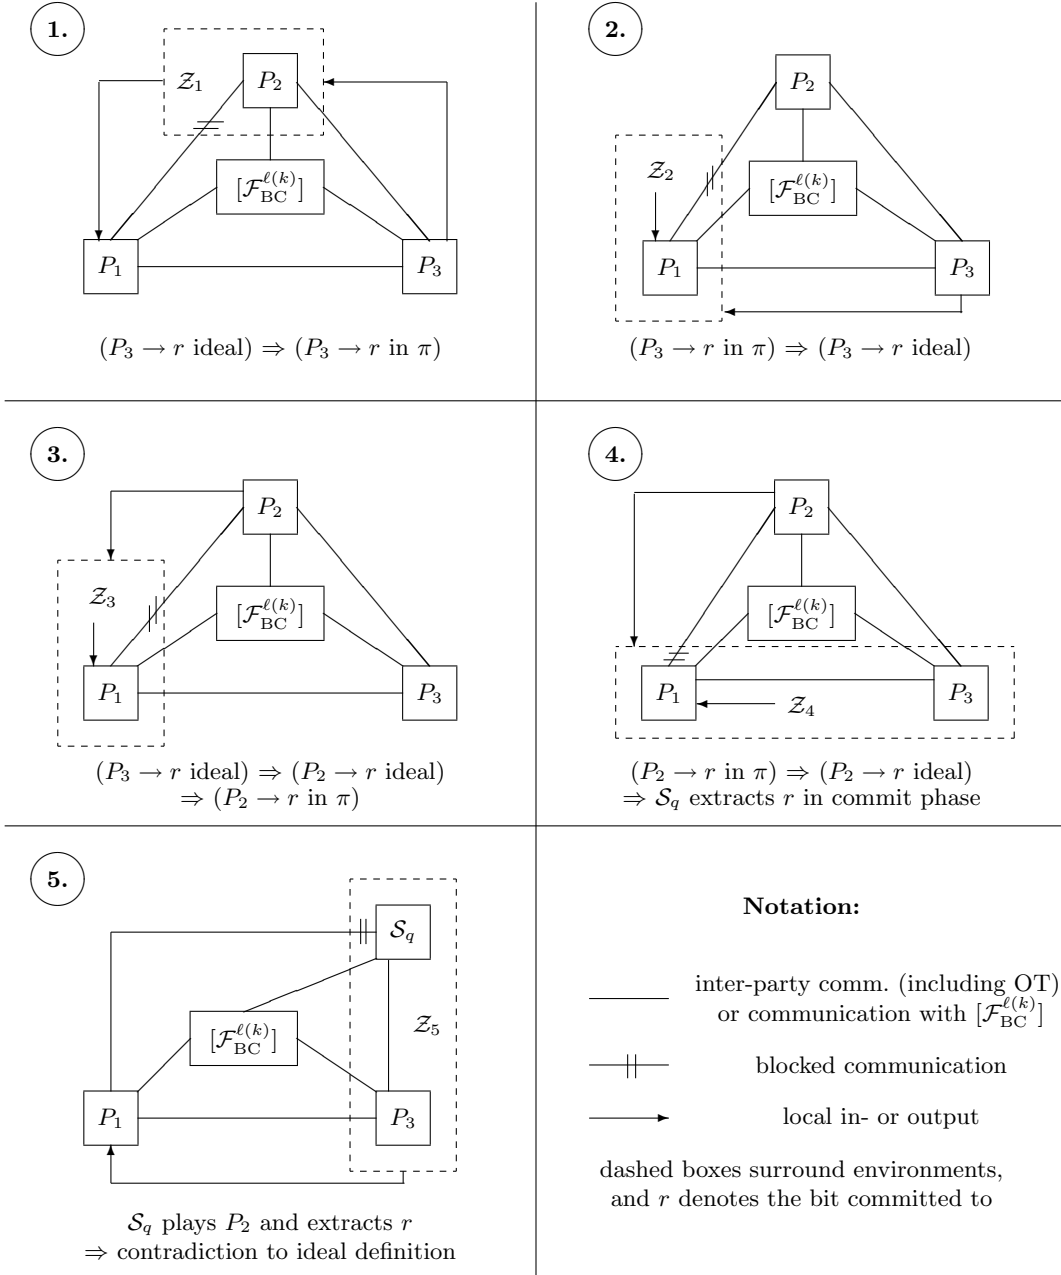 1.
𝒵₁
P₂
[ℱ_BC^ℓ(k)]
P₁
P₃
(P₃ → r ideal) ⇒ (P₃ → r in π)
2.
P₂
𝒵₂
[ℱ_BC^ℓ(k)]
P₁
P₃
(P₃ → r in π) ⇒ (P₃ → r ideal)
3.
P₂
𝒵₃
[ℱ_BC^ℓ(k)]
P₁
P₃
(P₃ → r ideal) ⇒ (P₂ → r ideal)
⇒ (P₂ → r in π)
4.
P₂
[ℱ_BC^ℓ(k)]
P₁
𝒵₄
P₃
(P₂ → r in π) ⇒ (P₂ → r ideal)
⇒ 𝒮_q extracts r in commit phase
5.
𝒮_q
[ℱ_BC^ℓ(k)]
𝒵₅
P₁
P₃
𝒮_q plays P₂ and extracts r
⇒ contradiction to ideal definition
Notation:
inter-party comm. (including OT)
or communication with [ℱ_BC^ℓ(k)]
blocked communication
local in- or output
dashed boxes surround environments,
and r denotes the bit committed to